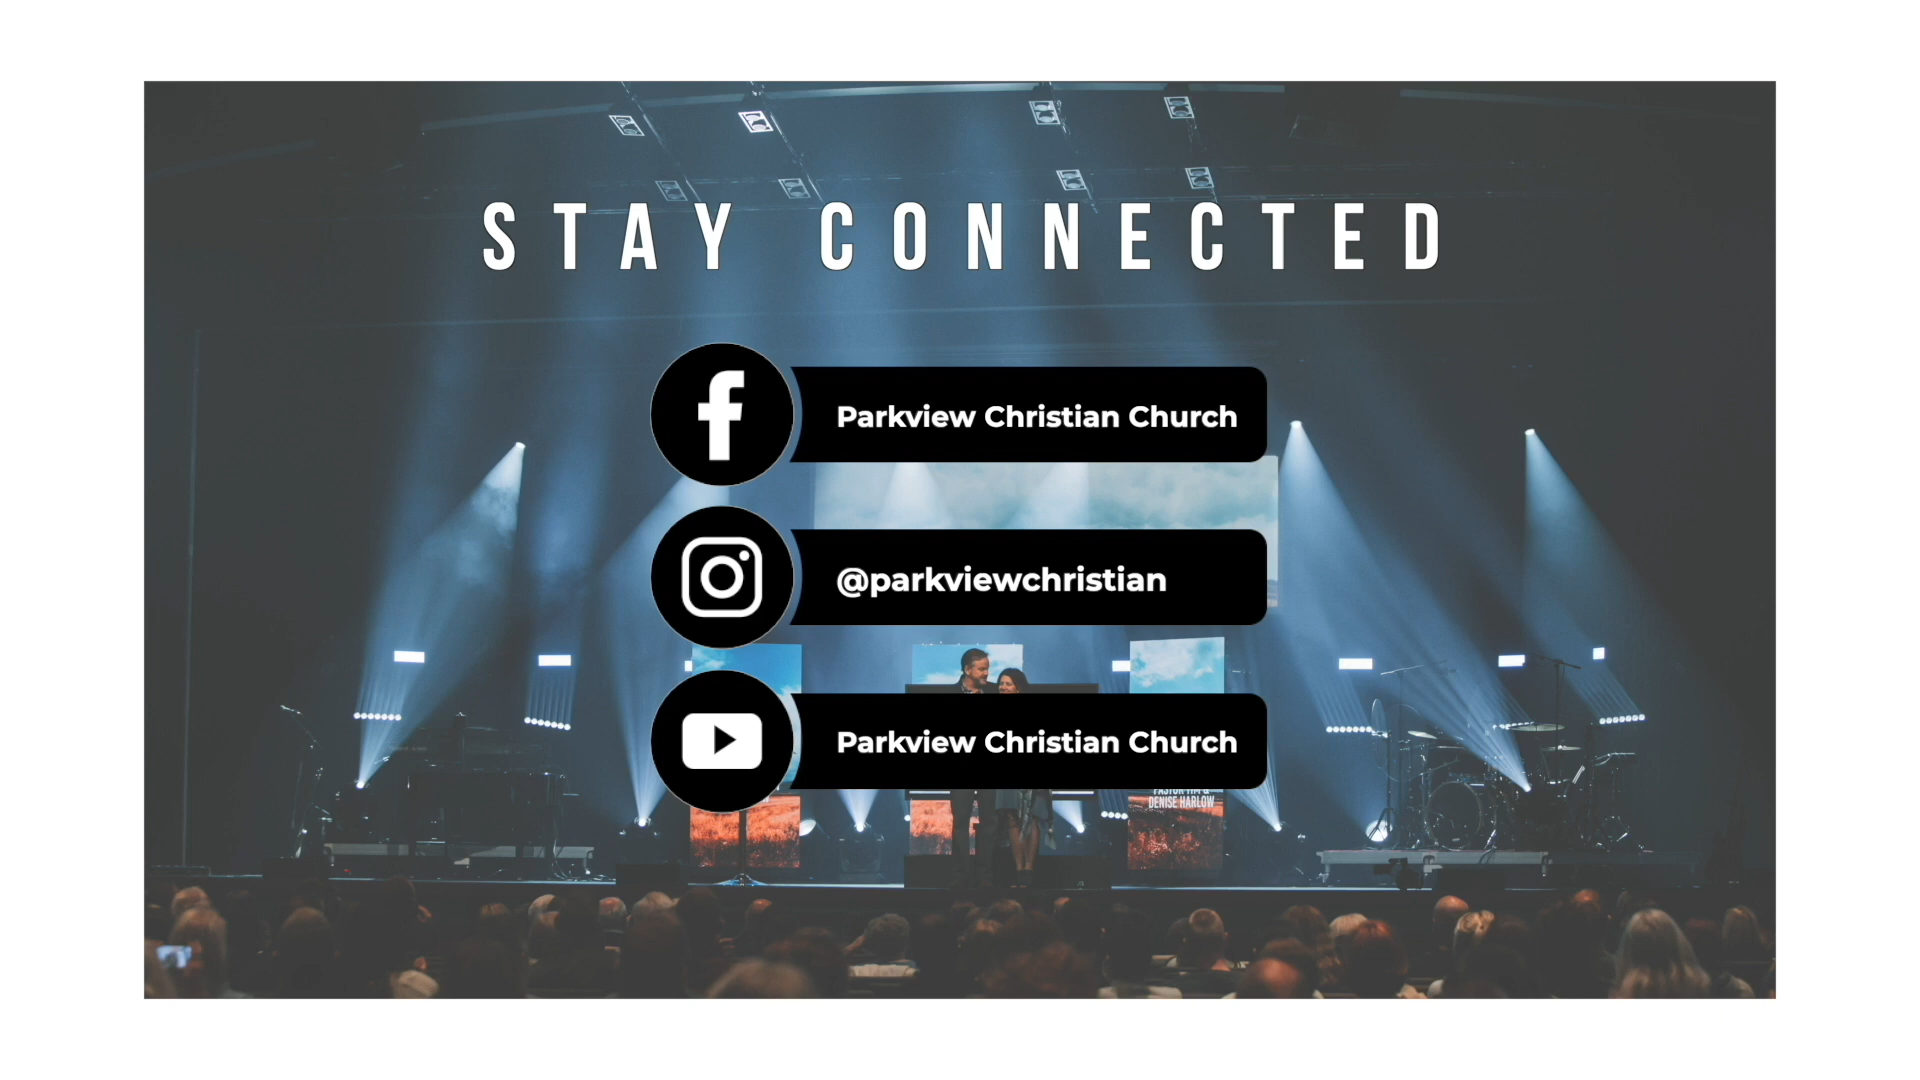 STAY CONNECTED
Parkview Christian Church
@parkviewchristian
Parkview Christian Church
DENISE HARLOW